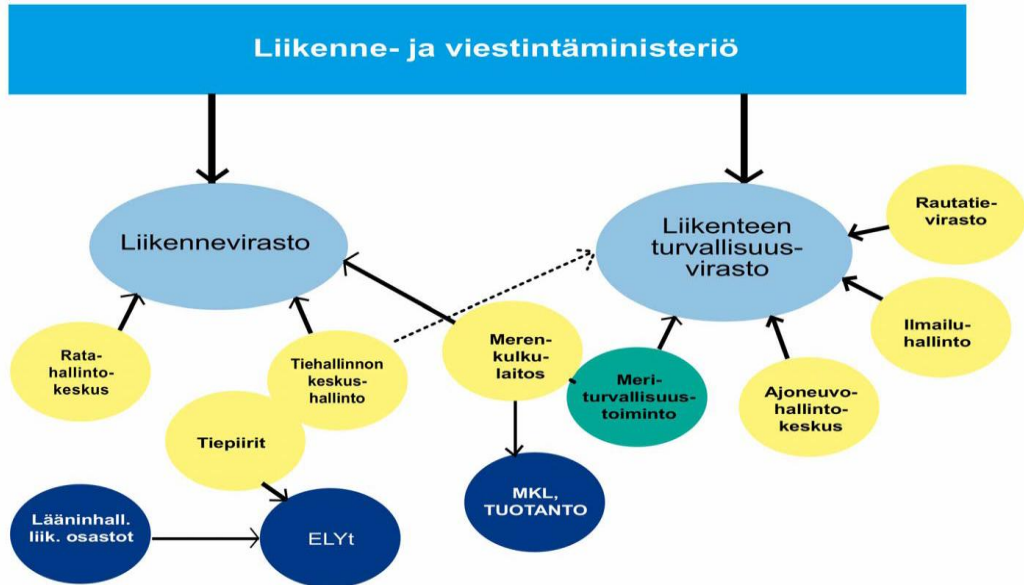 Liikenne- ja viestintäministeriö
Liikennevirasto
Liikenteen
turvallisuus-
virasto
Rautatie-
virasto
Ilmailu-
hallinto
Rata-
hallinto-
keskus
Tiehallinnon
keskus-
hallinto
Meren-
kulku-
laitos
Meri-
turvallisuus-
toiminto
Ajoneuvo-
hallinto-
keskus
Tiepiirit
MKL,
TUOTANTO
Lääninhall.
liik. osastot
ELYt